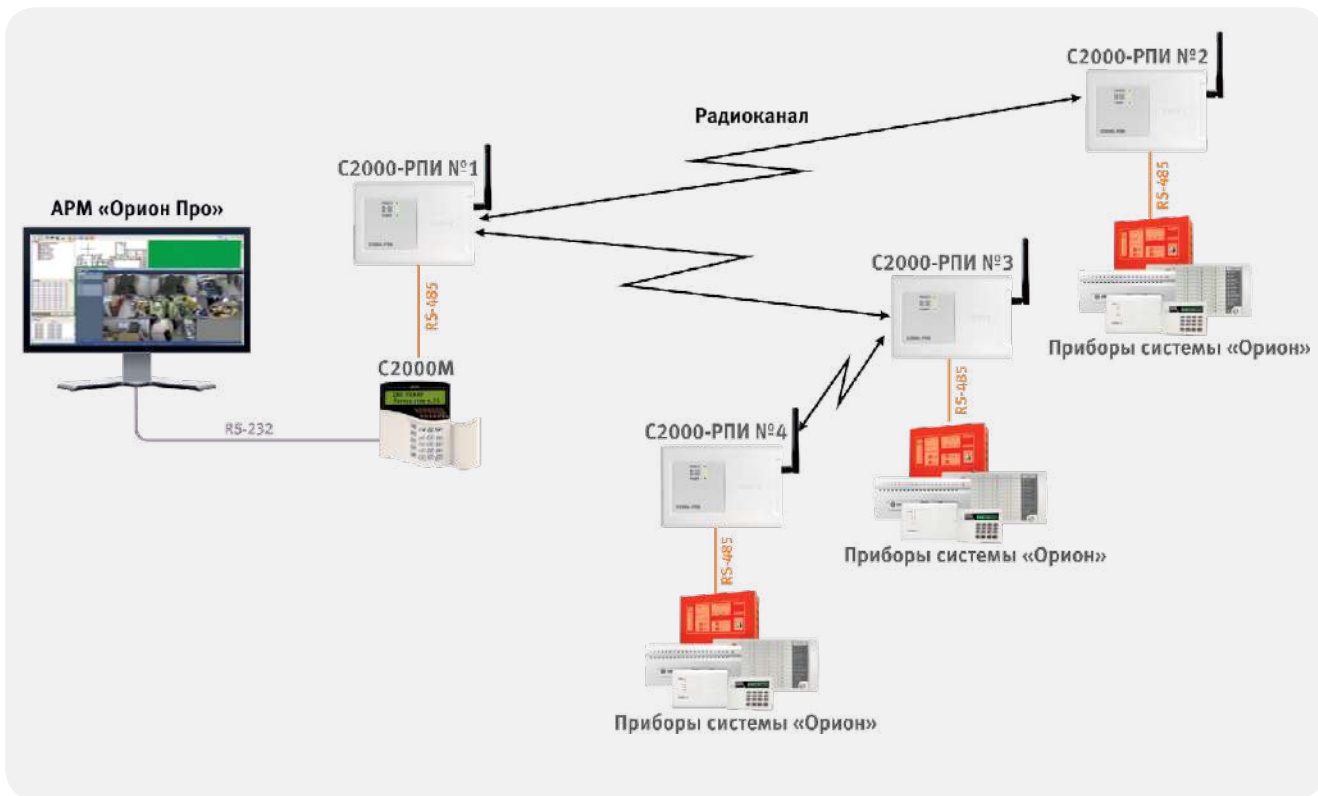 С2000-РПИ №2
Радиоканал
С2000-РПИ №1
RS-485
АРМ «Орион Про»
С2000-РПИ №3
RS-485
Приборы системы «Орион»
С2000М
RS-485
RS-232
С2000-РПИ №4
Приборы системы «Орион»
RS-485
Приборы системы «Орион»